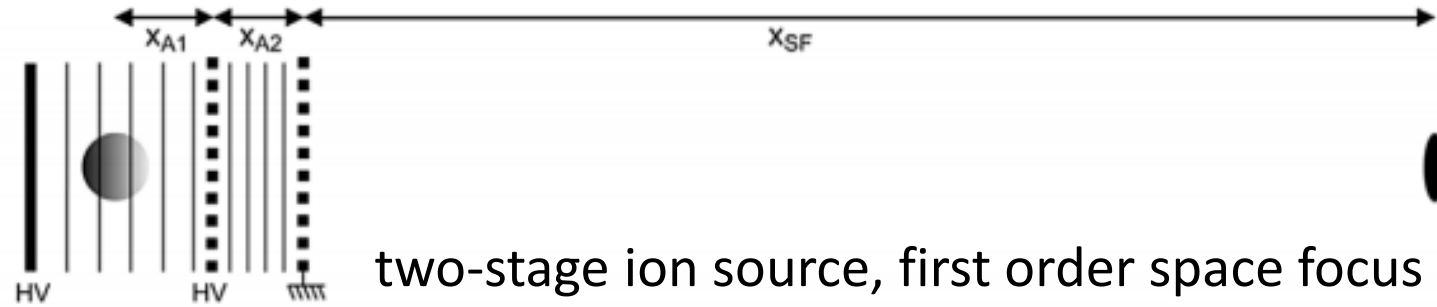 xA1 xA2 xSF
two-stage ion source, first order space focus
HV HV